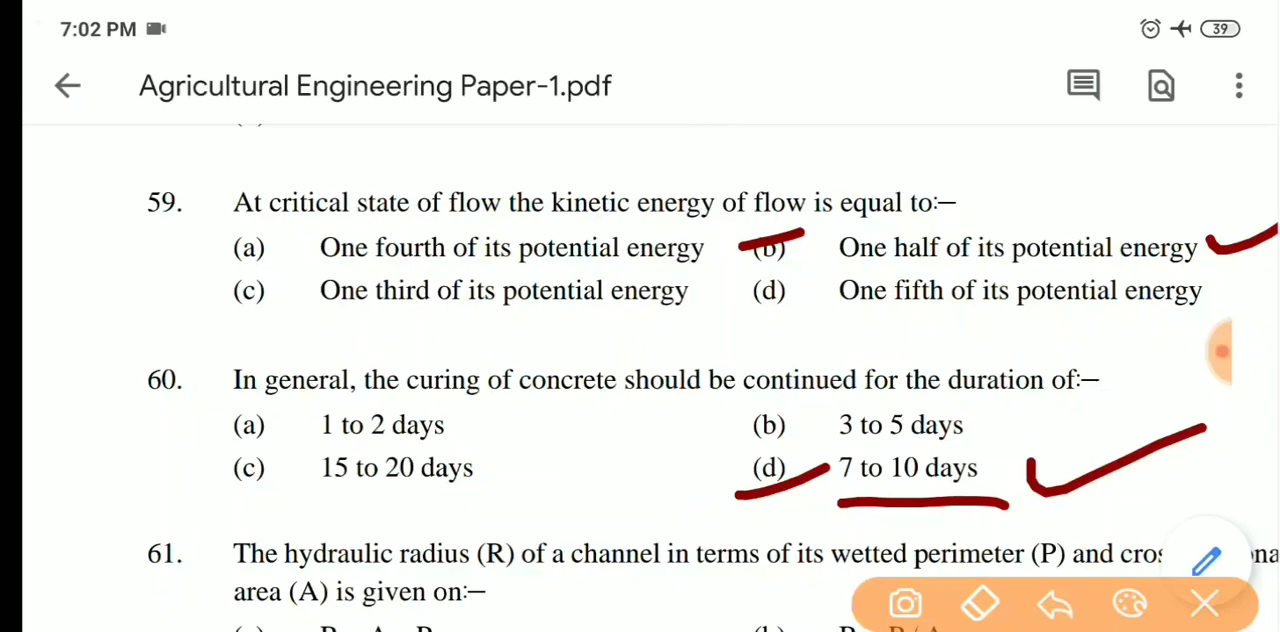 7:02 PM
39
Agricultural Engineering Paper-1.pdf
59. At critical state of flow the kinetic energy of flow is equal to:–
(a) One fourth of its potential energy (b) One half of its potential energy
(c) One third of its potential energy (d) One fifth of its potential energy
60. In general, the curing of concrete should be continued for the duration of:–
(a) 1 to 2 days (b) 3 to 5 days
(c) 15 to 20 days (d) 7 to 10 days
61. The hydraulic radius (R) of a channel in terms of its wetted perimeter (P) and
area (A) is given on:–